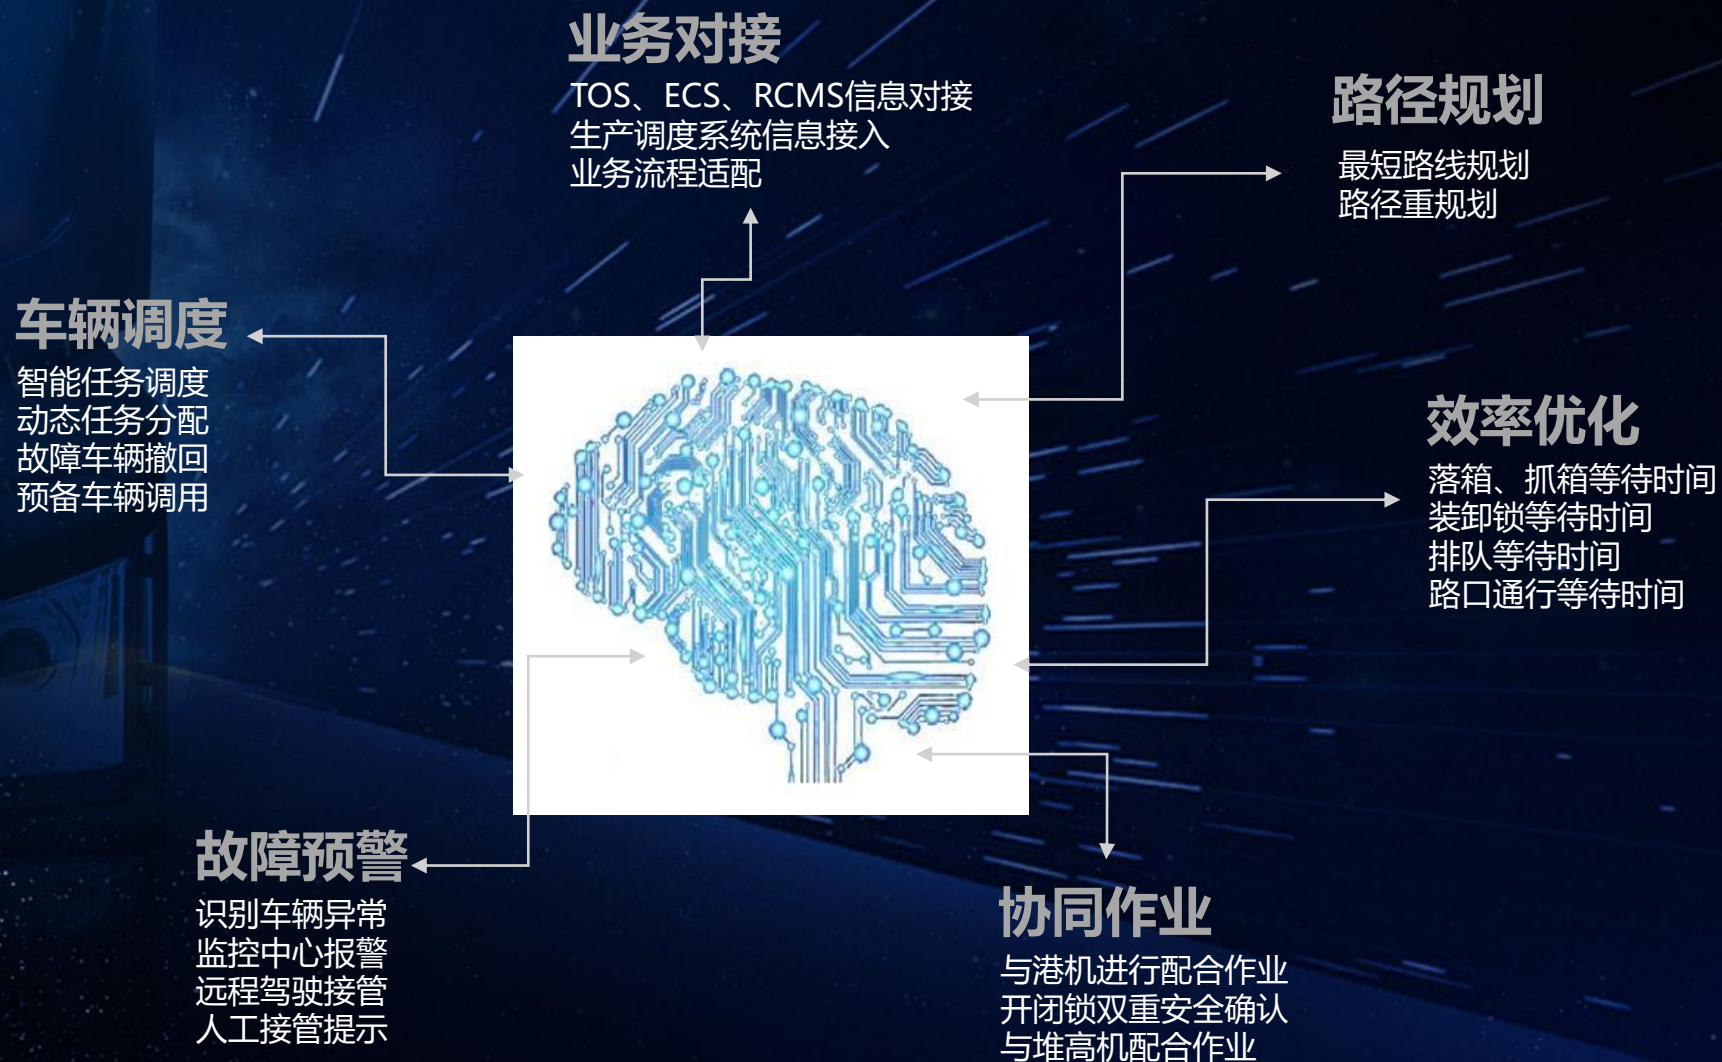 业务对接
TOS、ECS、RCMS信息对接
生产调度系统信息接入
业务流程适配
路径规划
最短路线规划
路径重规划
车辆调度
智能任务调度
动态任务分配
故障车辆撤回
预备车辆调用
效率优化
落箱、抓箱等待时间
装卸锁等待时间
排队等待时间
路口通行等待时间
故障预警
识别车辆异常
监控中心报警
远程驾驶接管
人工接管提示
协同作业
与港机进行配合作业
开闭锁双重安全确认
与堆高机配合作业